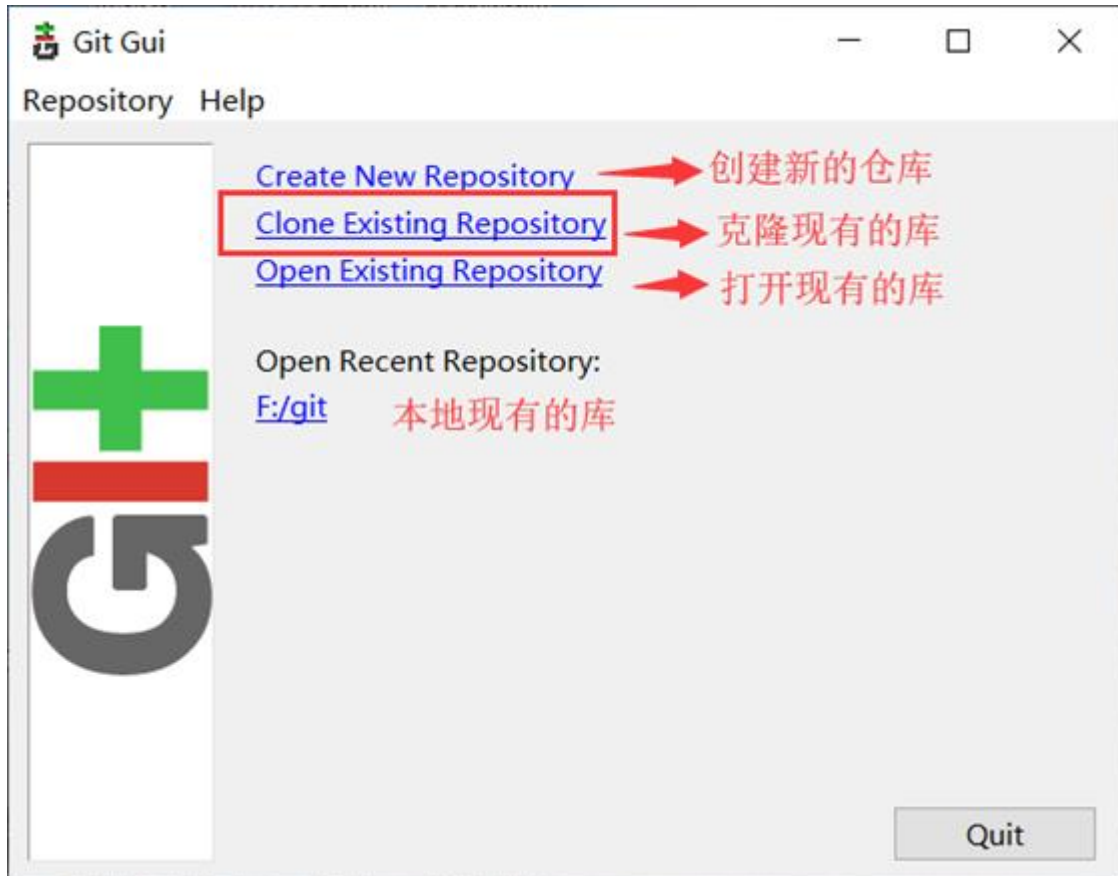 Git Gui
Repository Help
Create New Repository 创建新的仓库
Clone Existing Repository 克隆现有的库
Open Existing Repository 打开现有的库
Open Recent Repository:
F:/git 本地现有的库
GIt
Quit